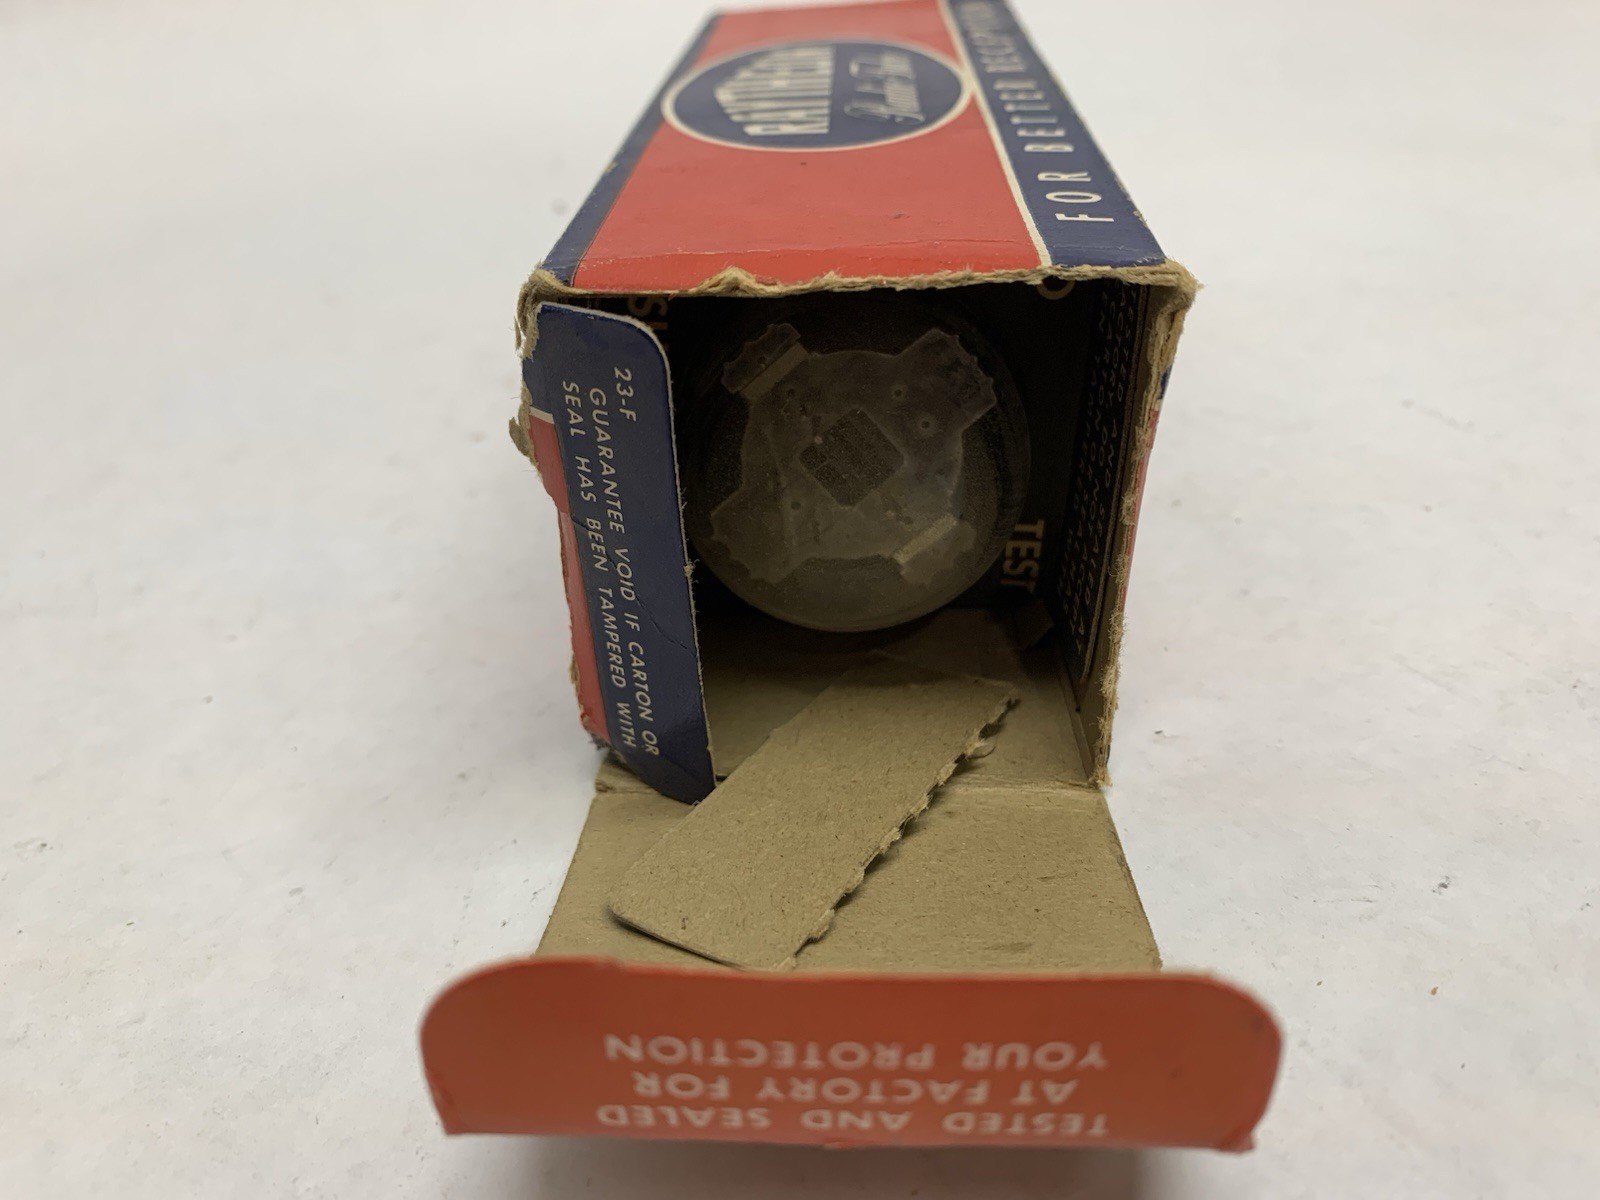 RAYTHEON
FOR BETTER RECEPTION
23-F
GUARANTEE VOID IF CARTON OR
SEAL HAS BEEN TAMPERED WITH
TEST
TESTED AND SEALED
AT FACTORY FOR
YOUR PROTECTION